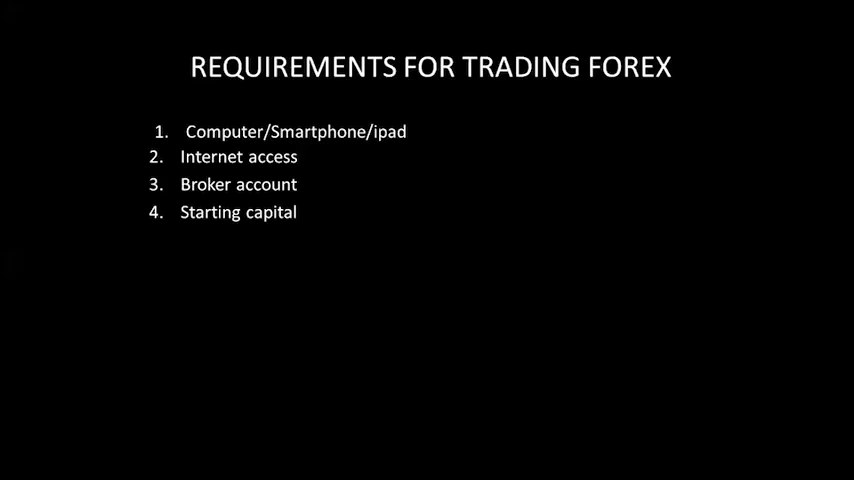 REQUIREMENTS FOR TRADING FOREX
1. Computer/Smartphone/ipad
2. Internet access
3. Broker account
4. Starting capital